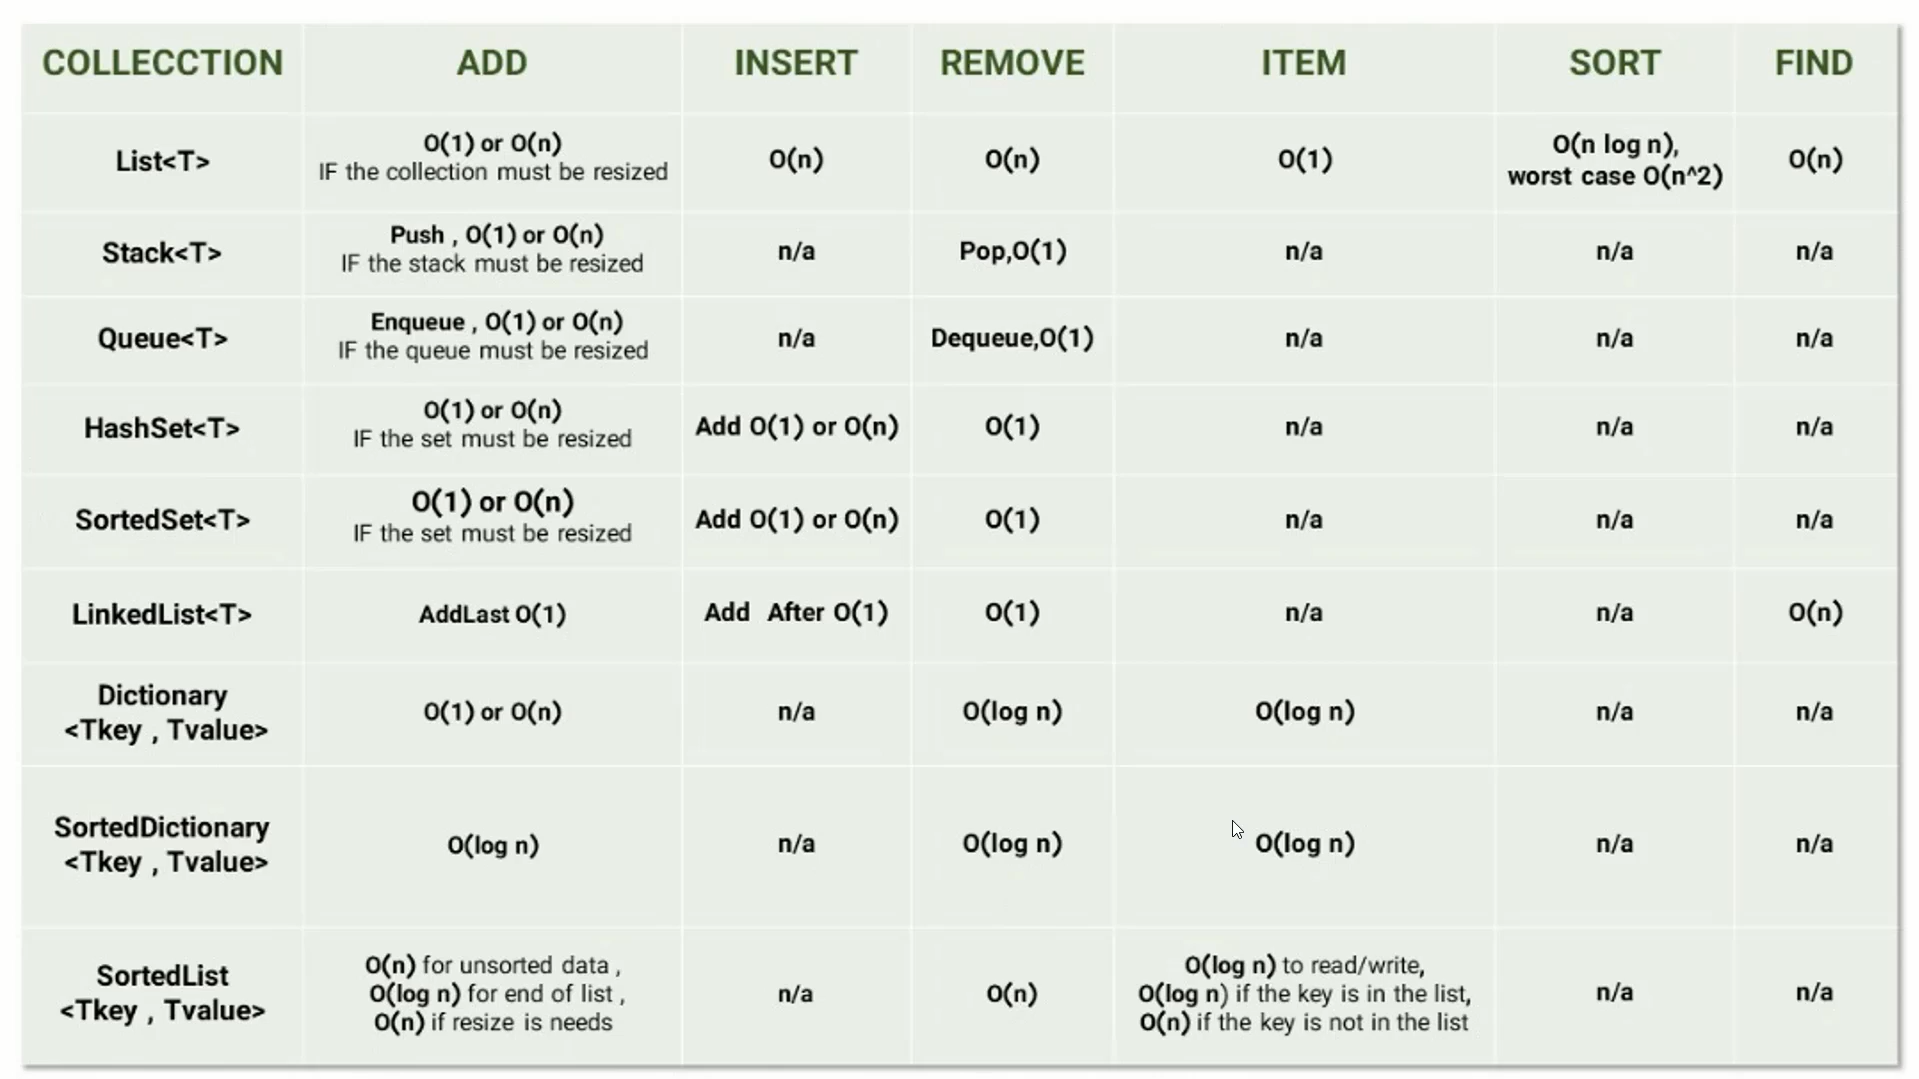 COLLECCTION ADD INSERT REMOVE ITEM SORT FIND
List<T>
O(1) or O(n)
IF the collection must be resized
O(n)
O(n)
O(1)
O(n log n),
worst case O(n^2)
O(n)
Stack<T>
Push , O(1) or O(n)
IF the stack must be resized
n/a
Pop,O(1)
n/a
n/a
n/a
Queue<T>
Enqueue , O(1) or O(n)
IF the queue must be resized
n/a
Dequeue,O(1)
n/a
n/a
n/a
HashSet<T>
O(1) or O(n)
IF the set must be resized
Add O(1) or O(n)
O(1)
n/a
n/a
n/a
SortedSet<T>
O(1) or O(n)
IF the set must be resized
Add O(1) or O(n)
O(1)
n/a
n/a
n/a
LinkedList<T>
AddLast O(1)
Add After O(1)
O(1)
n/a
n/a
O(n)
Dictionary
<Tkey , Tvalue>
O(1) or O(n)
n/a
O(log n)
O(log n)
n/a
n/a
SortedDictionary
<Tkey , Tvalue>
O(log n)
n/a
O(log n)
O(log n)
n/a
n/a
SortedList
<Tkey , Tvalue>
O(n) for unsorted data ,
O(log n) for end of list ,
O(n) if resize is needs
n/a
O(n)
O(log n) to read/write,
O(log n) if the key is in the list,
O(n) if the key is not in the list
n/a
n/a